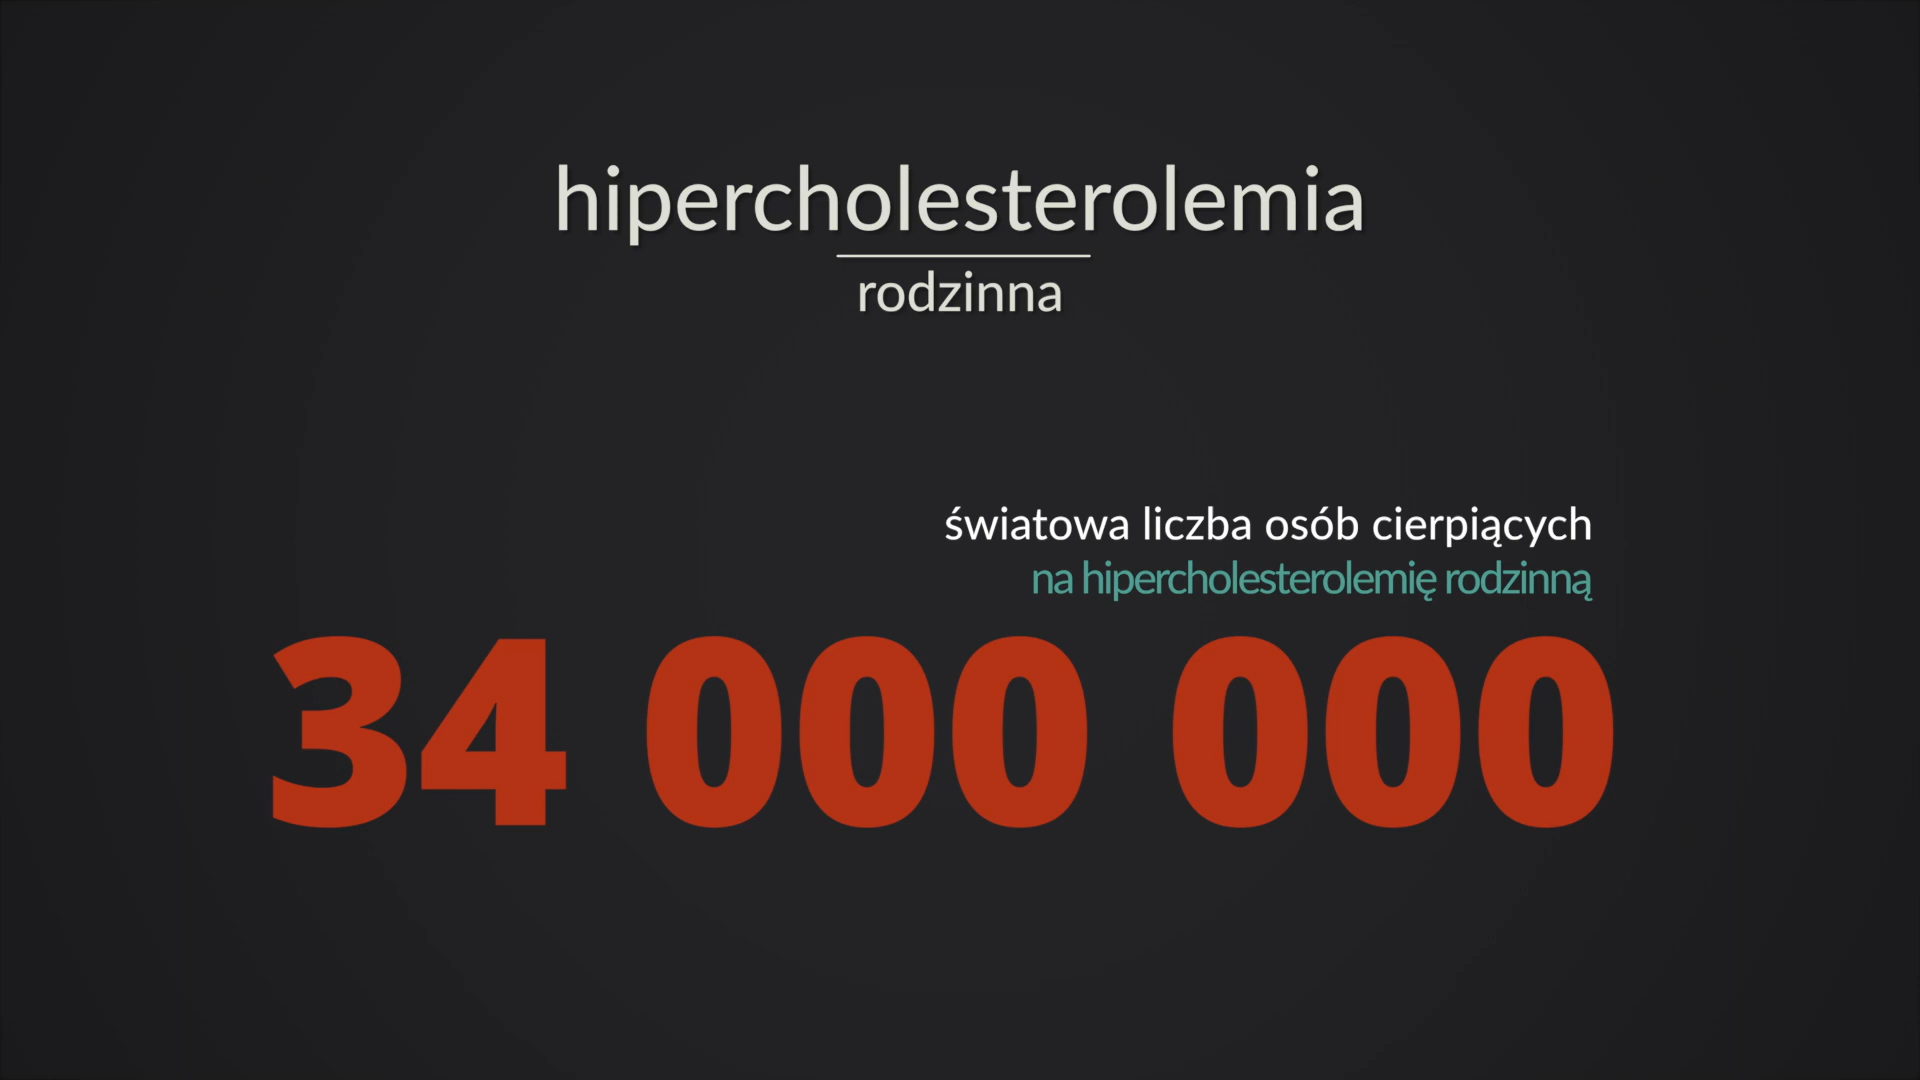 hipercholesterolemia
rodzinna
światowa liczba osób cierpiących
na hipercholesterolemię rodzinną
34 000 000